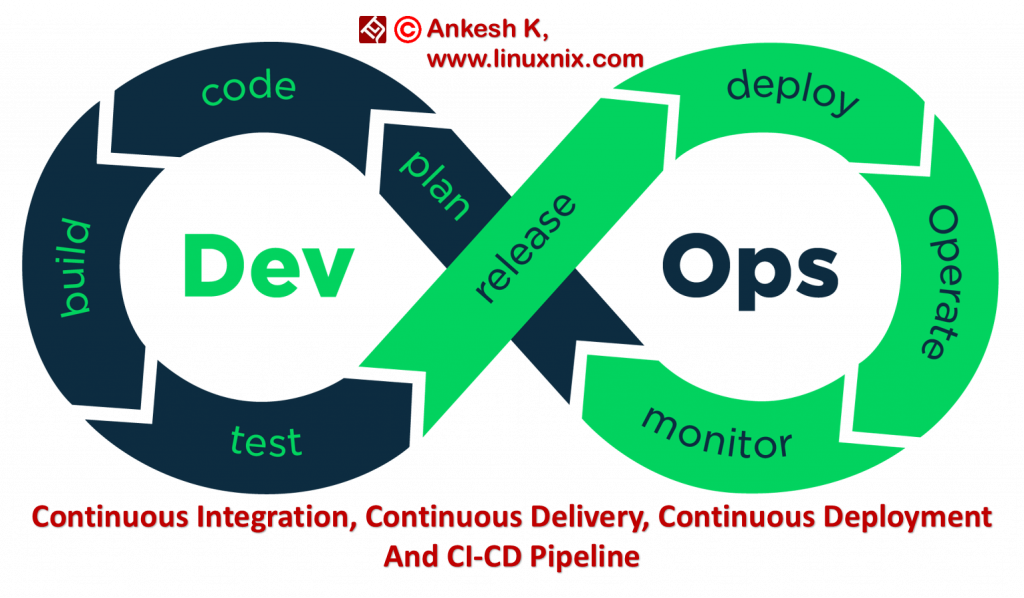 © Ankesh K,
www.linuxnix.com
code
plan
build
Dev
test
release
deploy
Ops
Operate
monitor
Continuous Integration, Continuous Delivery, Continuous Deployment
And CI-CD Pipeline